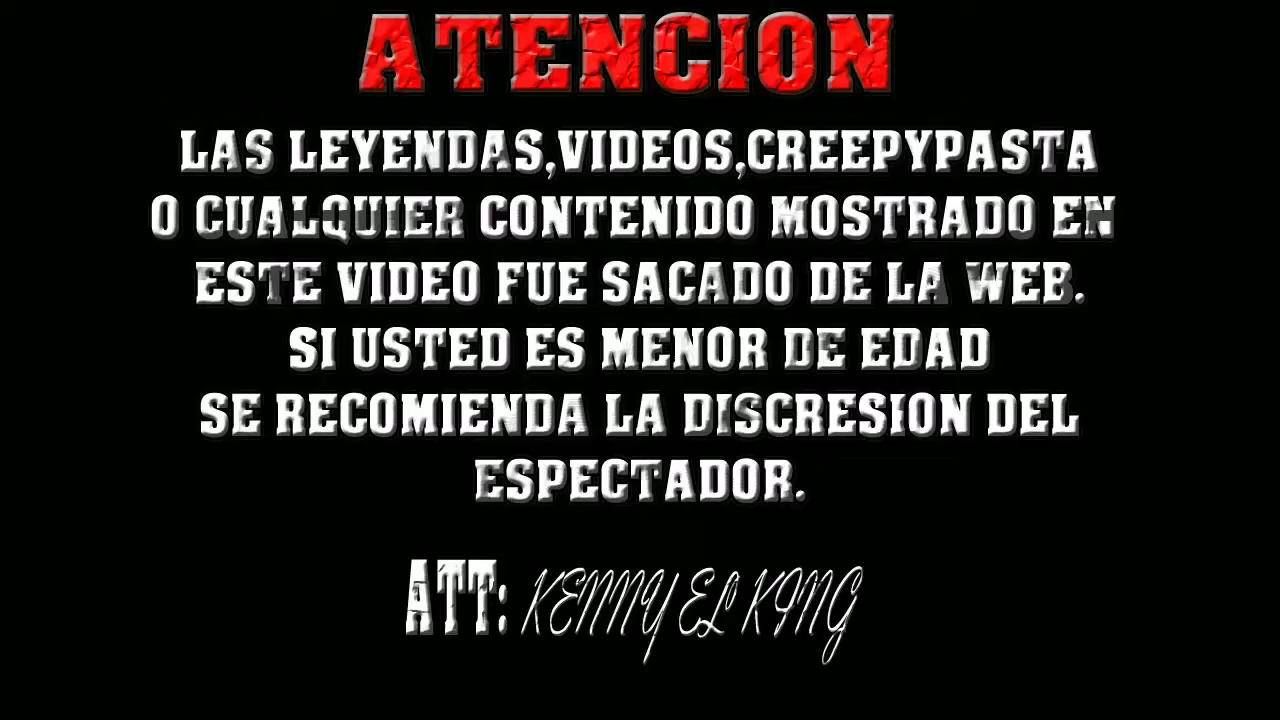 ATENCION
LAS LEYENDAS,VIDEOS,CREEPYPASTA
O CUALQUIER CONTENIDO MOSTRADO EN
ESTE VIDEO FUE SACADO DE LA WEB.
SI USTED ES MENOR DE EDAD
SE RECOMIENDA LA DISCRESION DEL
ESPECTADOR.
ATT: KENNY EL KING